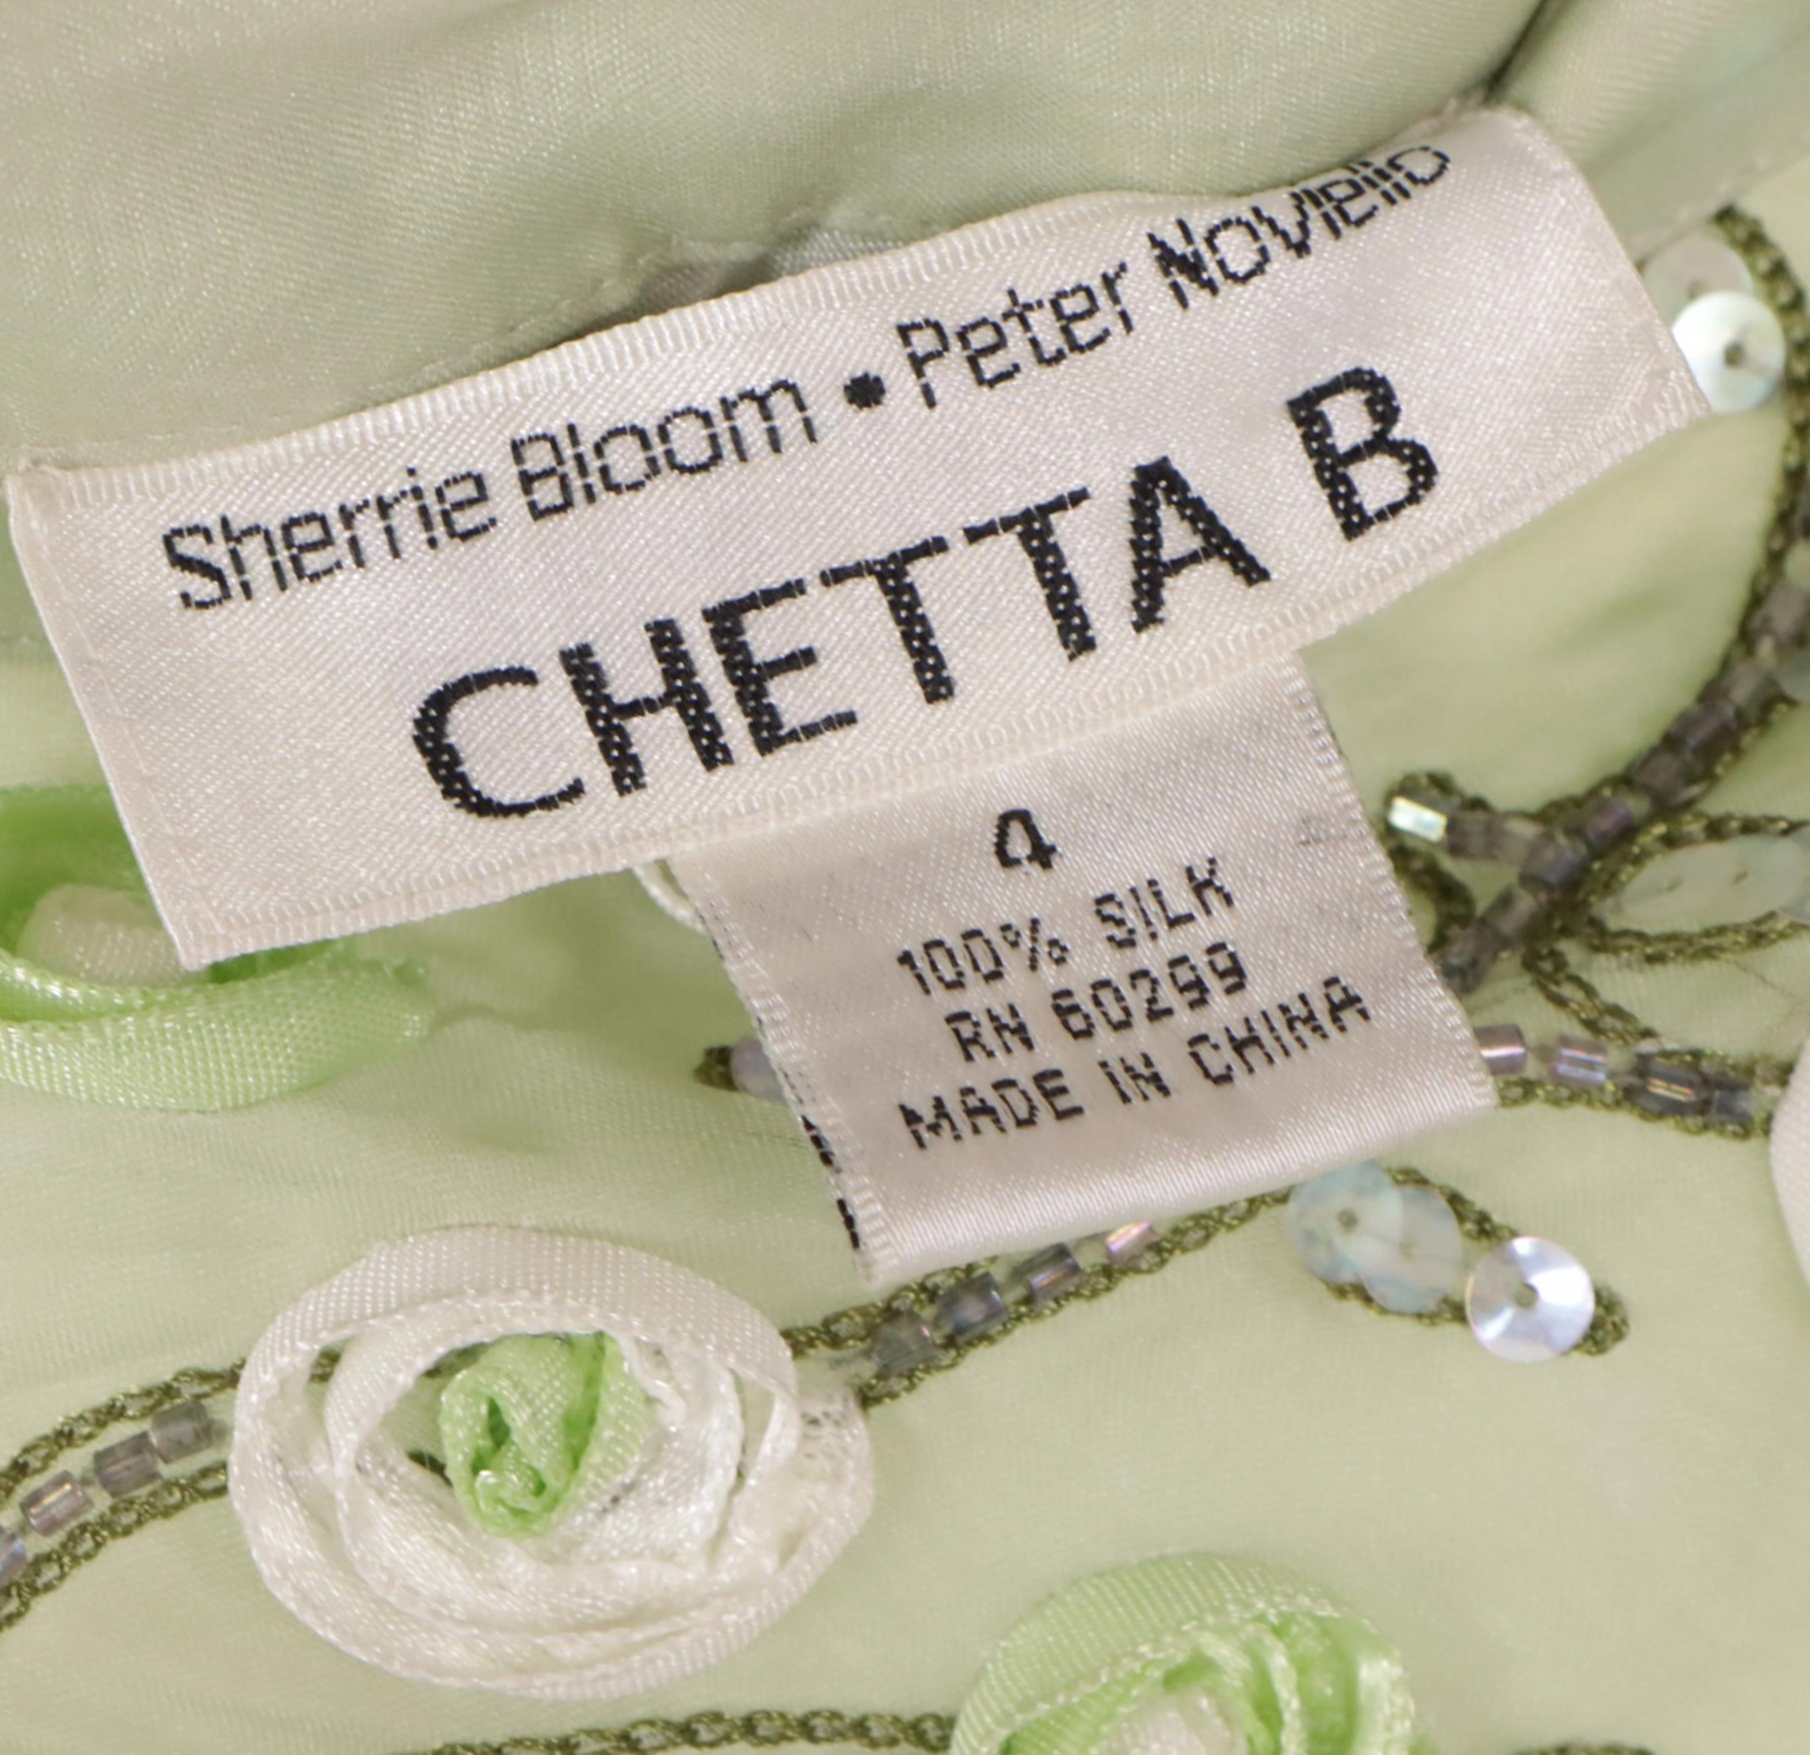 Sherrie Bloom • Peter Noviello
CHETTA B
4
100% SILK
RN 60299
MADE IN CHINA